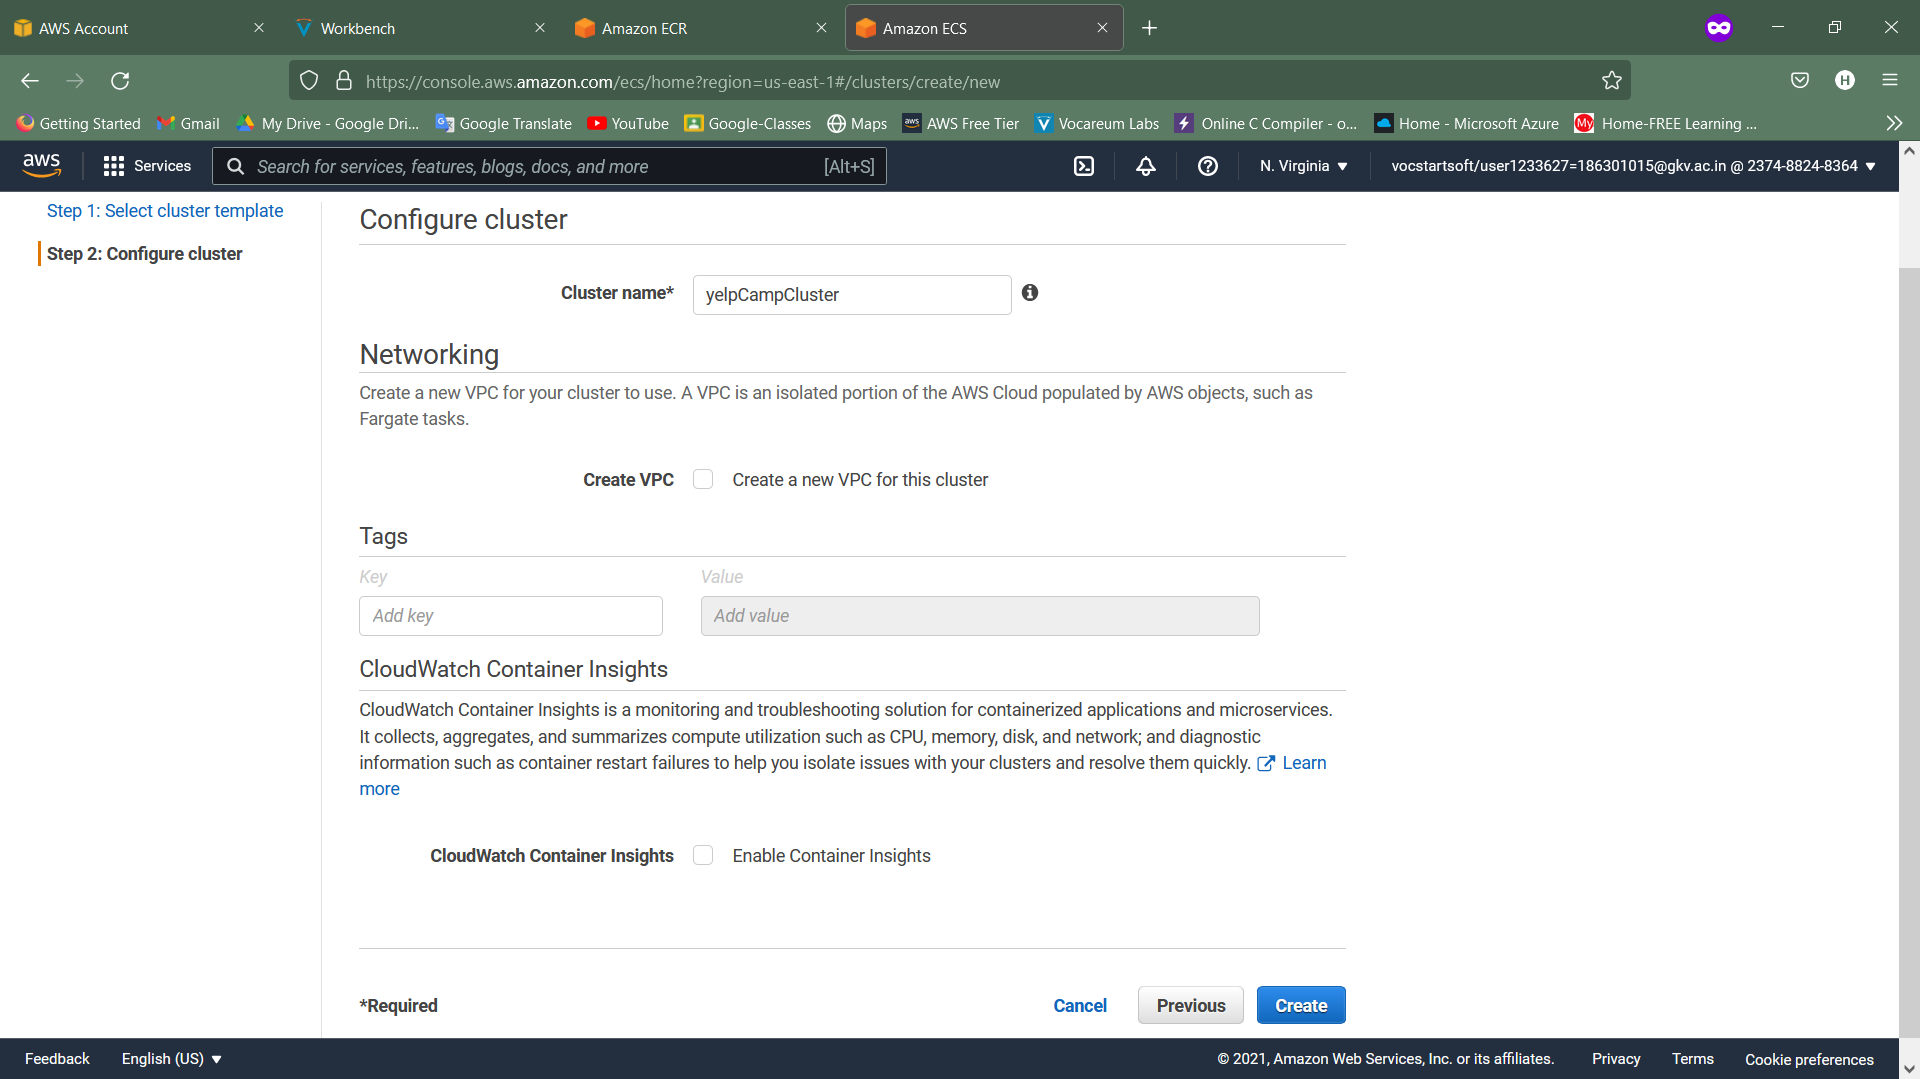 AWS Account
Workbench
Amazon ECR
Amazon ECS
https://console.aws.amazon.com/ecs/home?region=us-east-1#/clusters/create/new
H
Getting Started
Gmail
My Drive - Google Dri...
Google Translate
YouTube
Google-Classes
Maps
AWS Free Tier
Vocareum Labs
Online C Compiler - o...
Home - Microsoft Azure
Home-FREE Learning ...
aws
Services
Search for services, features, blogs, docs, and more
[Alt+S]
N. Virginia
vocstartsoft/user1233627=186301015@gkv.ac.in @ 2374-8824-8364
Step 1: Select cluster template
Step 2: Configure cluster
Configure cluster
Cluster name*
yelpCampCluster
Networking
Create a new VPC for your cluster to use. A VPC is an isolated portion of the AWS Cloud populated by AWS objects, such as
Fargate tasks.
Create VPC
Create a new VPC for this cluster
Tags
Key
Value
Add key
Add value
CloudWatch Container Insights
CloudWatch Container Insights is a monitoring and troubleshooting solution for containerized applications and microservices.
It collects, aggregates, and summarizes compute utilization such as CPU, memory, disk, and network; and diagnostic
information such as container restart failures to help you isolate issues with your clusters and resolve them quickly. Learn
more
CloudWatch Container Insights
Enable Container Insights
*Required
Cancel
Previous
Create
Feedback
English (US)
© 2021, Amazon Web Services, Inc. or its affiliates.
Privacy
Terms
Cookie preferences